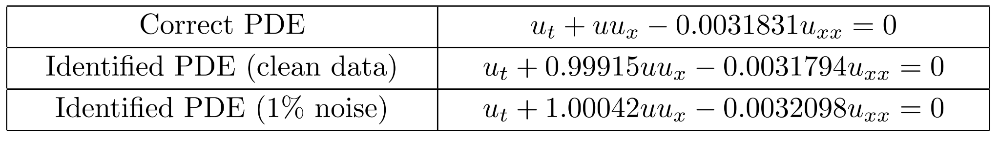 Correct PDE u_t + uu_x − 0.0031831u_{xx} = 0
Identified PDE (clean data) u_t + 0.99915uu_x − 0.0031794u_{xx} = 0
Identified PDE (1% noise) u_t + 1.00042uu_x − 0.0032098u_{xx} = 0